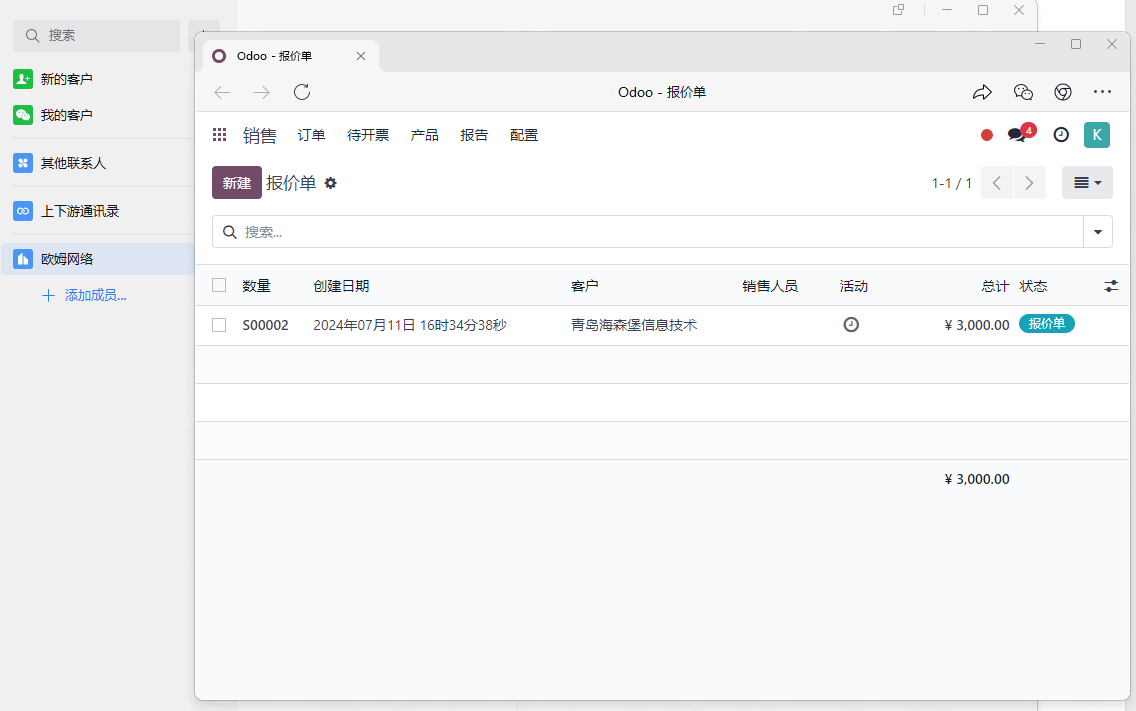 搜索
新的客户
我的客户
其他联系人
上下游通讯录
欧姆网络
添加成员...
Odoo - 报价单
Odoo - 报价单
销售 订单 待开票 产品 报告 配置 4 K
新建 报价单 1-1 / 1
搜索...
数量 创建日期 客户 销售人员 活动 总计 状态
S00002 2024年07月11日 16时34分38秒 青岛海森堡信息技术 ¥ 3,000.00 报价单
¥ 3,000.00